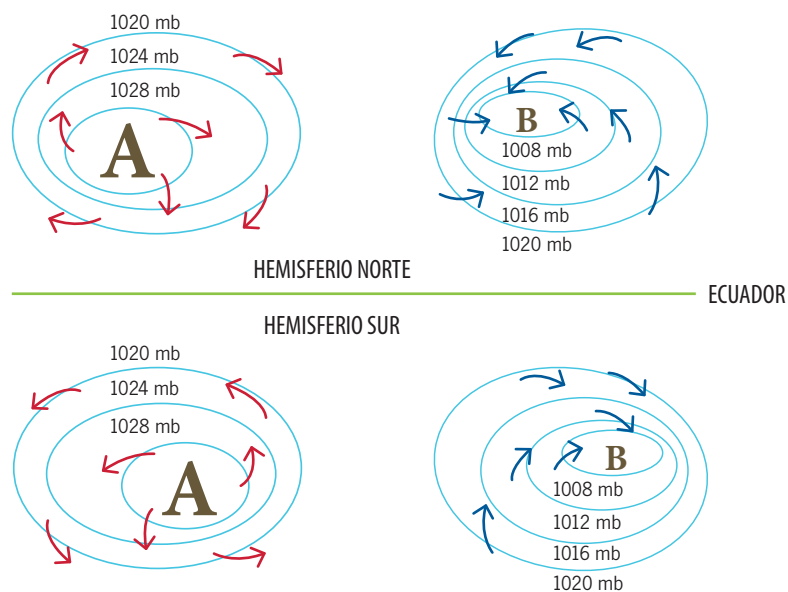 1020 mb
1024 mb
1028 mb
A
B
1008 mb
1012 mb
1016 mb
1020 mb
HEMISFERIO NORTE
ECUADOR
HEMISFERIO SUR
1020 mb
1024 mb
1028 mb
A
B
1008 mb
1012 mb
1016 mb
1020 mb